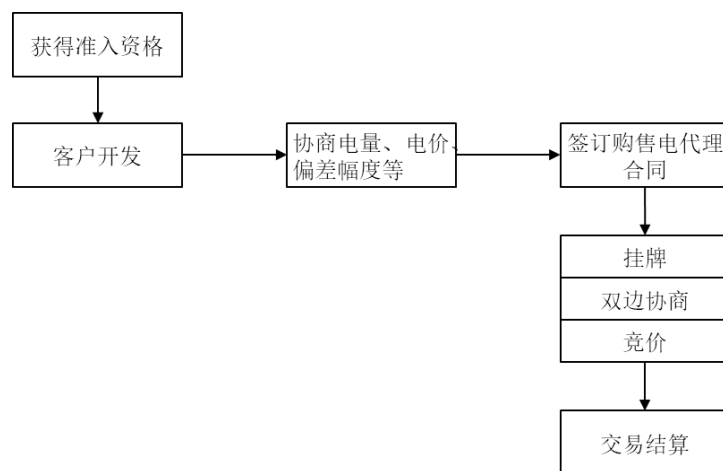 获得准入资格
客户开发
协商电量、电价、
偏差幅度等
签订购售电代理
合同
挂牌
双边协商
竞价
交易结算